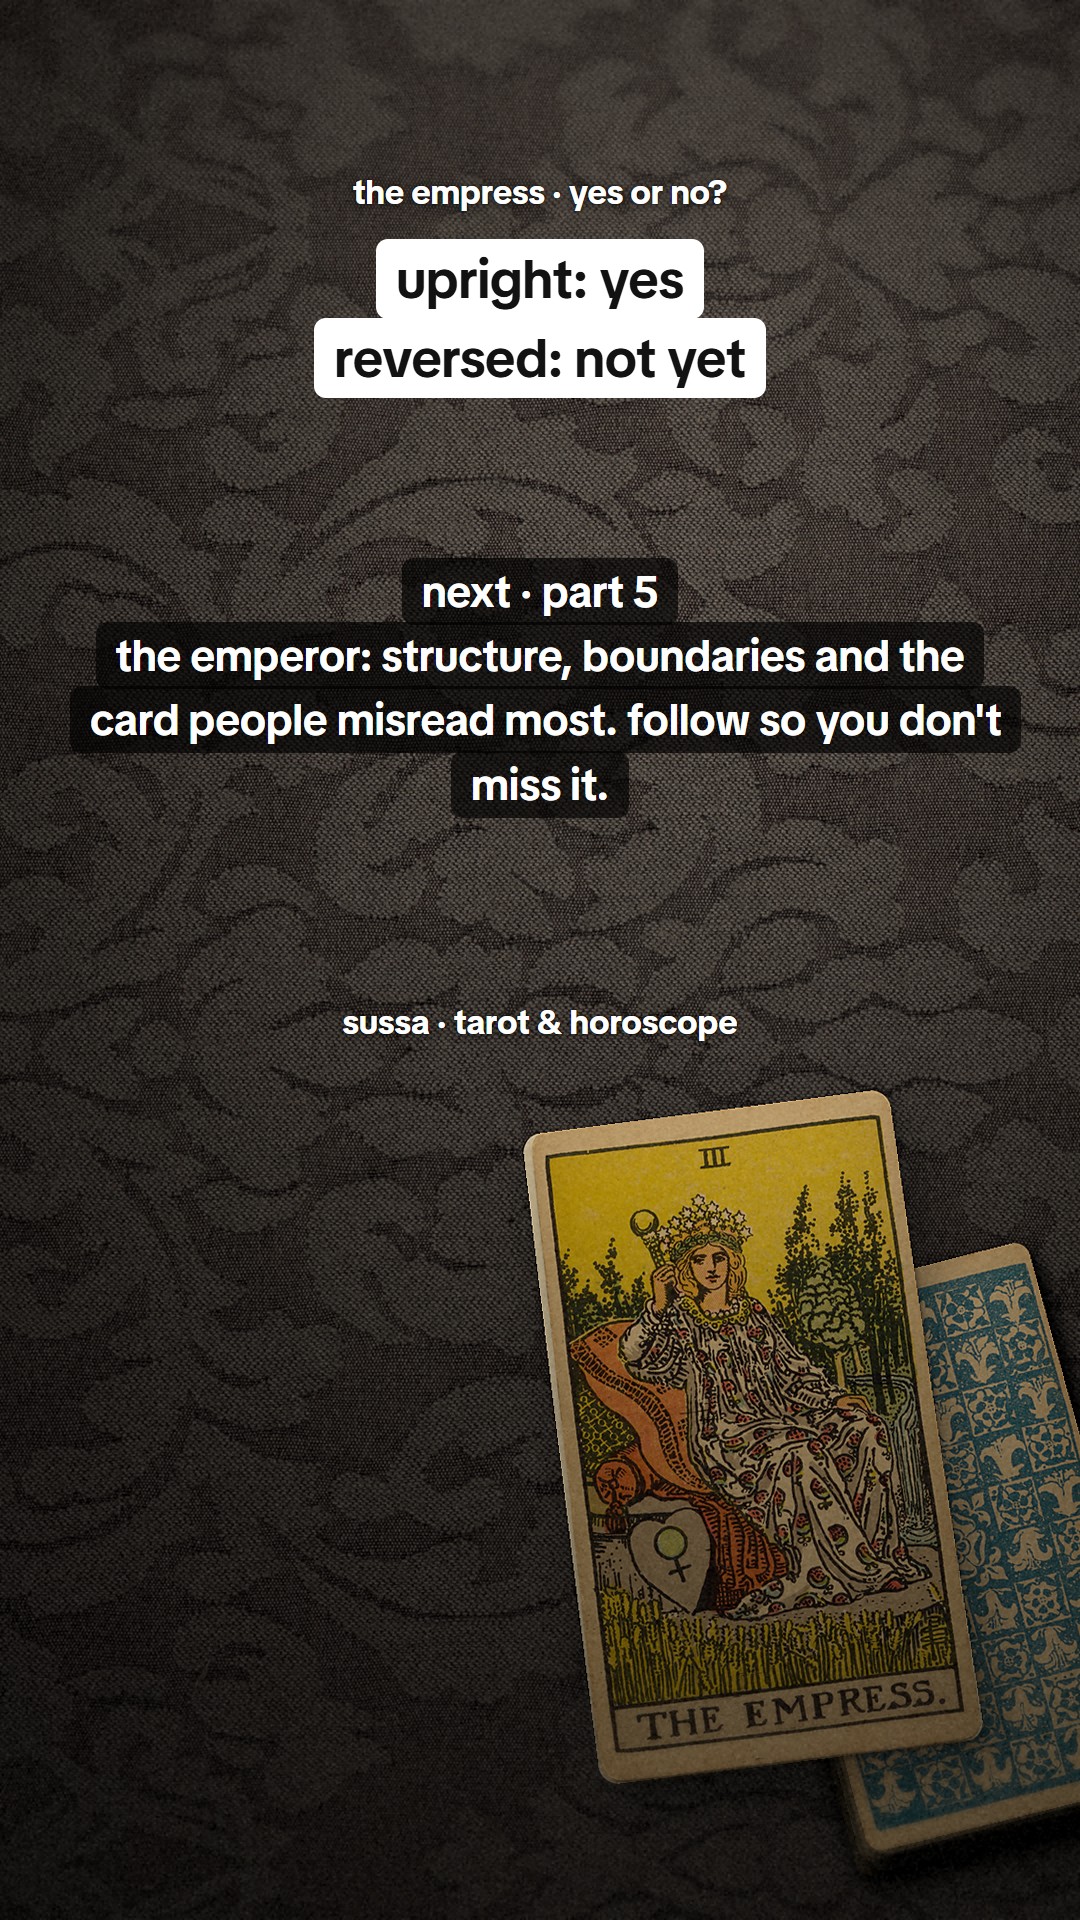 the empress · yes or no?
upright: yes
reversed: not yet
next · part 5
the emperor: structure, boundaries and the
card people misread most. follow so you don't
miss it.
sussa · tarot & horoscope
III
THE EMPRESS.